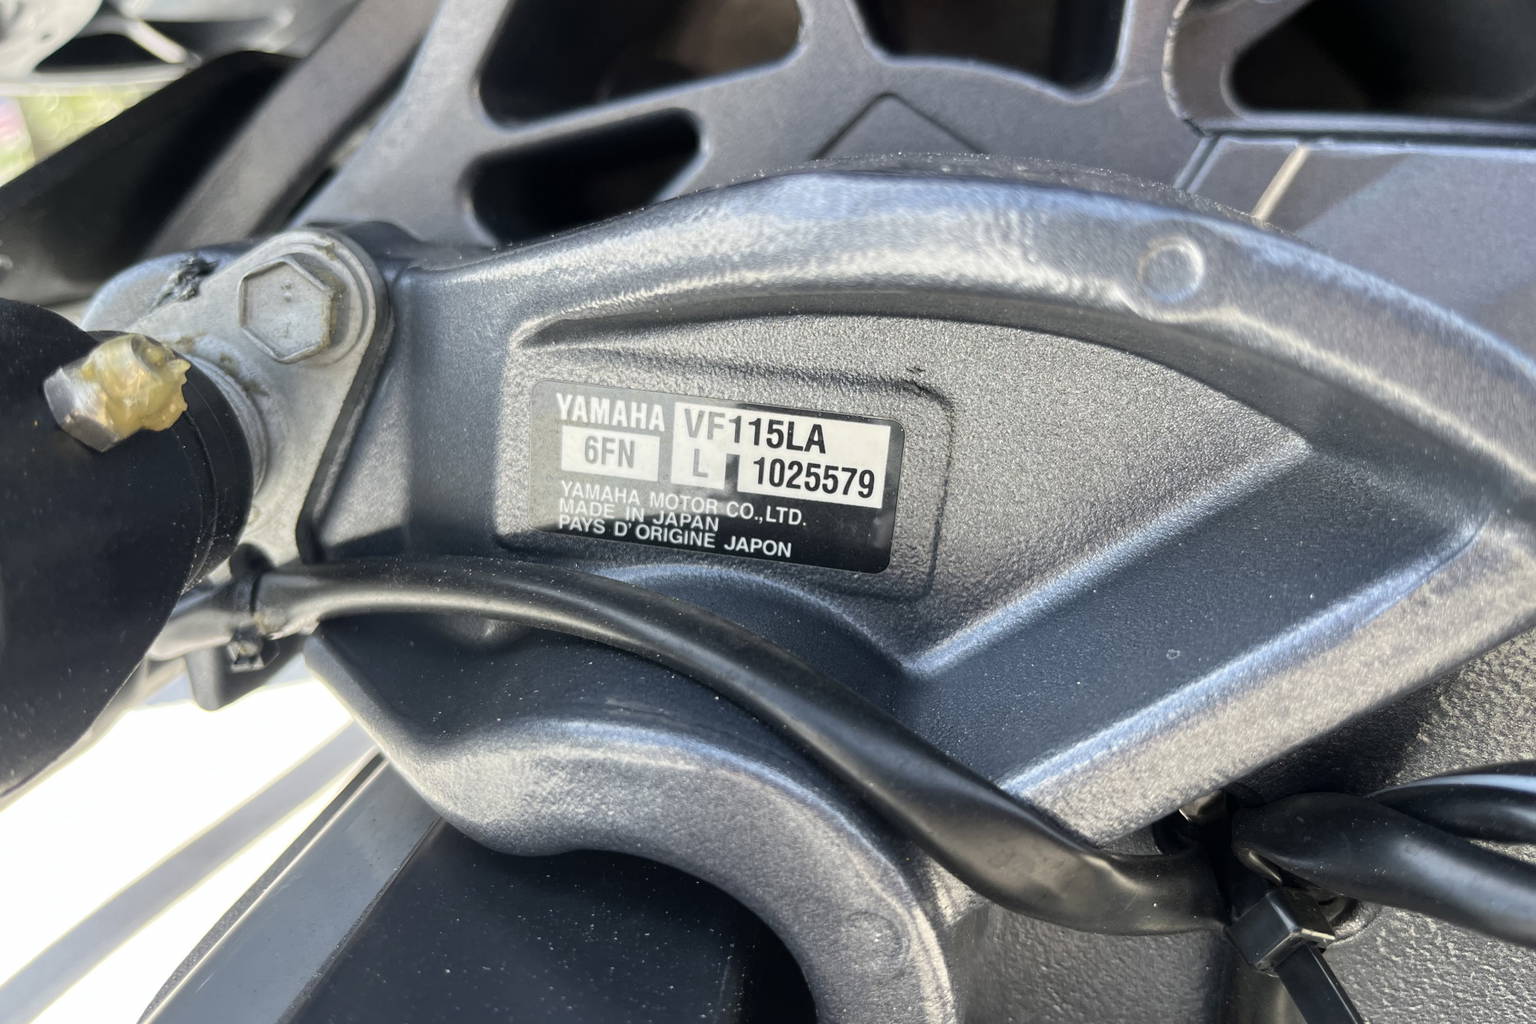 YAMAHA VF115LA
6FN L 1025579
YAMAHA MOTOR CO.,LTD.
MADE IN JAPAN
PAYS D'ORIGINE JAPON